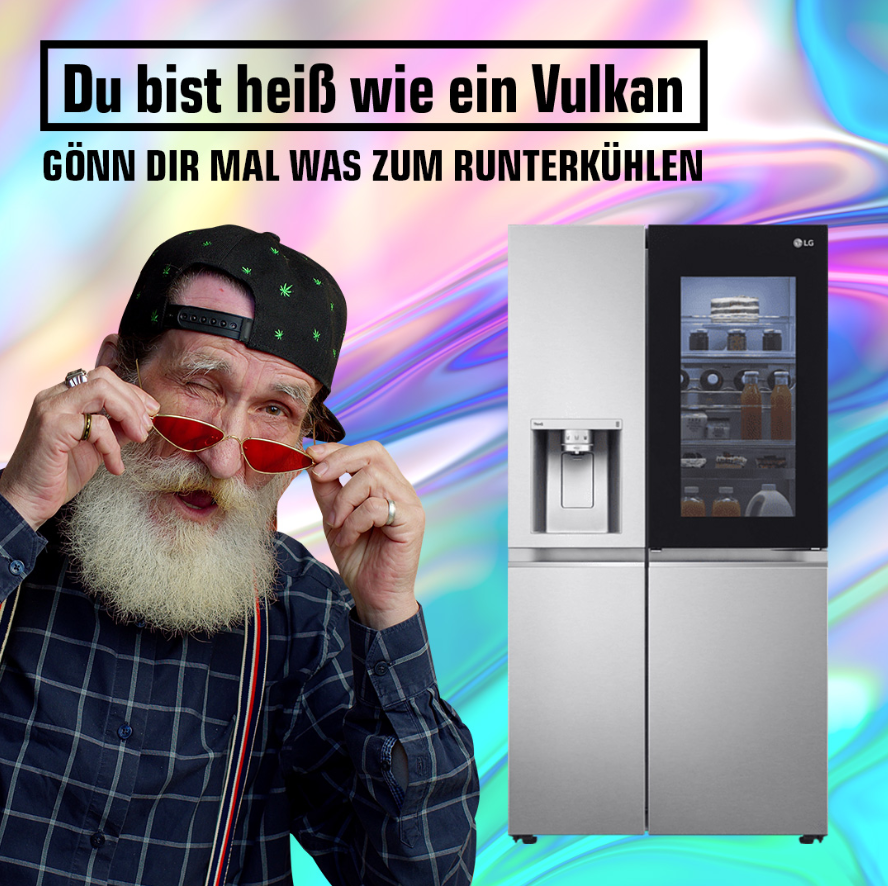 Du bist heiß wie ein Vulkan
GÖNN DIR MAL WAS ZUM RUNTERKÜHLEN
LG